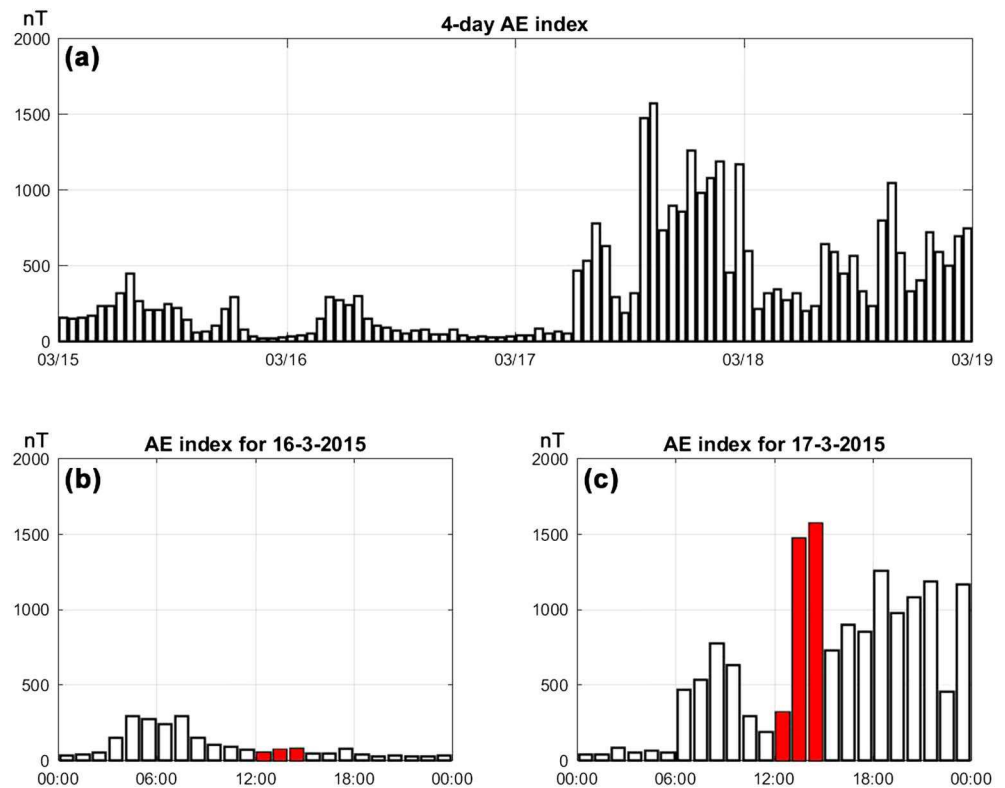 nT
4-day AE index
(a)
2000
1500
1000
500
0
03/15 03/16 03/17 03/18 03/19
nT
AE index for 16-3-2015
(b)
2000
1500
1000
500
0
00:00 06:00 12:00 18:00 00:00
nT
AE index for 17-3-2015
(c)
2000
1500
1000
500
0
00:00 06:00 12:00 18:00 00:00